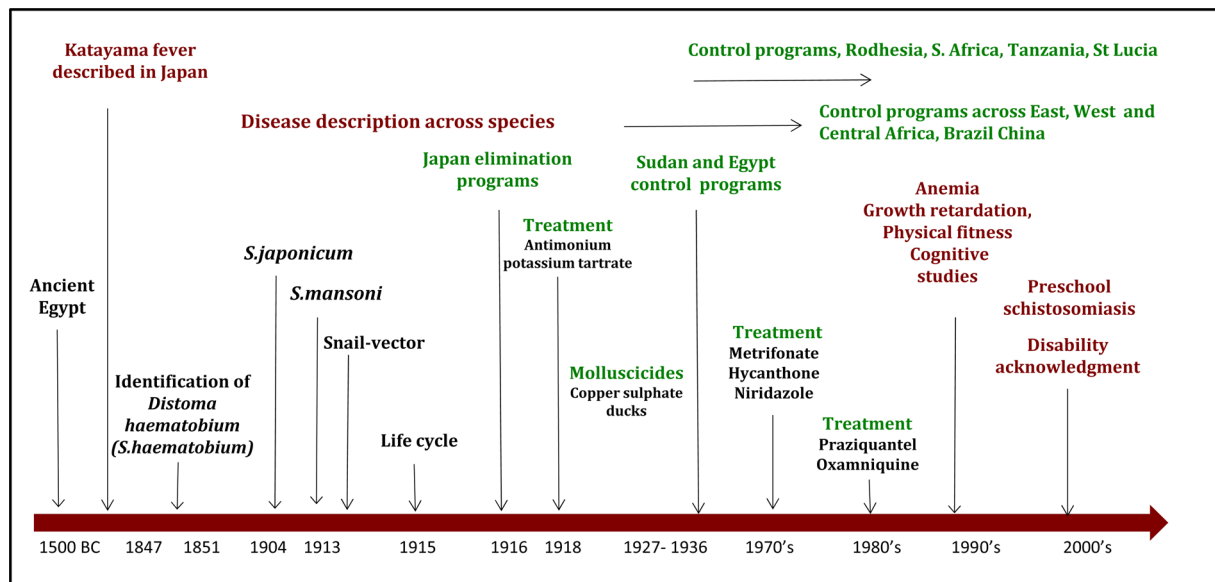 Katayama fever
described in Japan
Control programs, Rodhesia, S. Africa, Tanzania, St Lucia
Disease description across species
Control programs across East, West and
Central Africa, Brazil China
Japan elimination
programs
Sudan and Egypt
control programs
Anemia
Growth retardation,
Physical fitness
Cognitive
studies
Treatment
Antimonium
potassium tartrate
S.japonicum
Ancient
Egypt
S.mansoni
Preschool
schistosomiasis
Snail-vector
Treatment
Metrifonate
Hycanthone
Niridazole
Disability
acknowledgment
Identification of
Distoma
haematobium
(S.haematobium)
Molluscicides
Copper sulphate
ducks
Life cycle
Treatment
Praziquantel
Oxamniquine
1500 BC 1847 1851 1904 1913 1915 1916 1918 1927- 1936 1970's 1980's 1990's 2000's